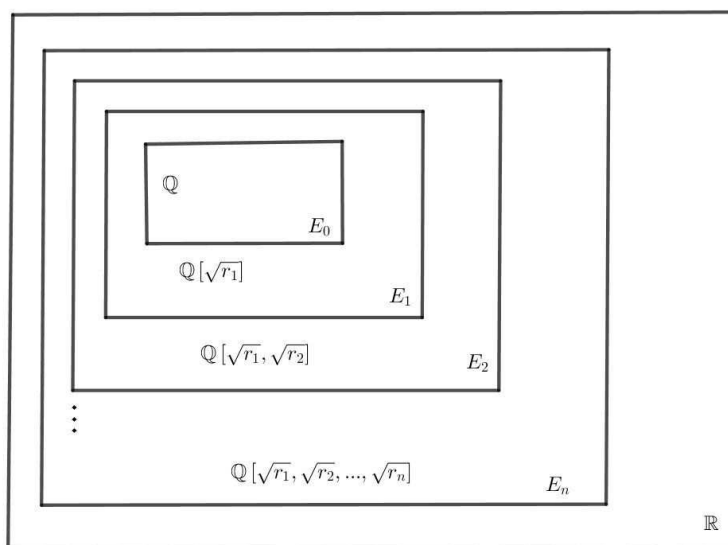 ℚ
E₀
ℚ[√r₁]
E₁
ℚ[√r₁, √r₂]
E₂
⋮
ℚ[√r₁, √r₂, ..., √rₙ]
Eₙ
ℝ